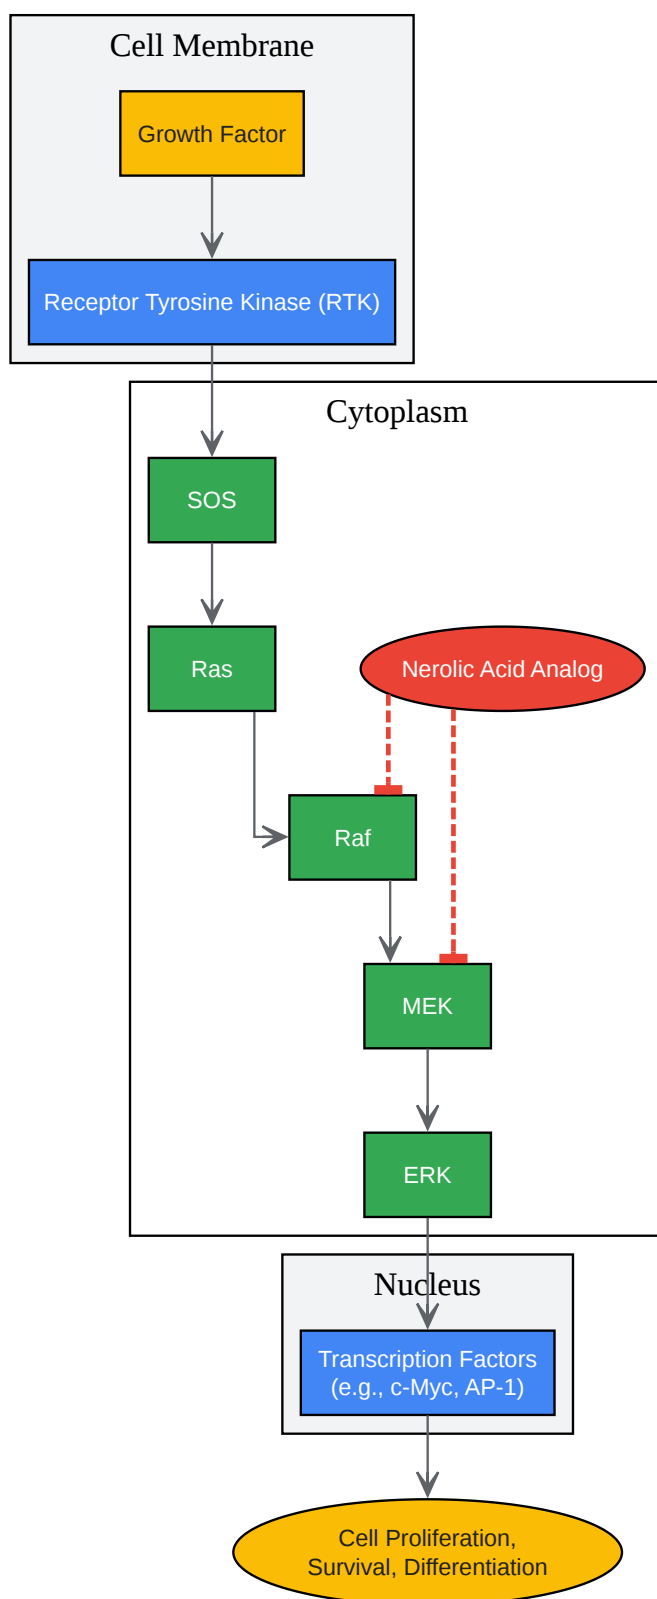 Cell Membrane
Growth Factor
Receptor Tyrosine Kinase (RTK)
Cytoplasm
SOS
Ras
Nerolic Acid Analog
Raf
MEK
ERK
Nucleus
Transcription Factors
(e.g., c-Myc, AP-1)
Cell Proliferation,
Survival, Differentiation